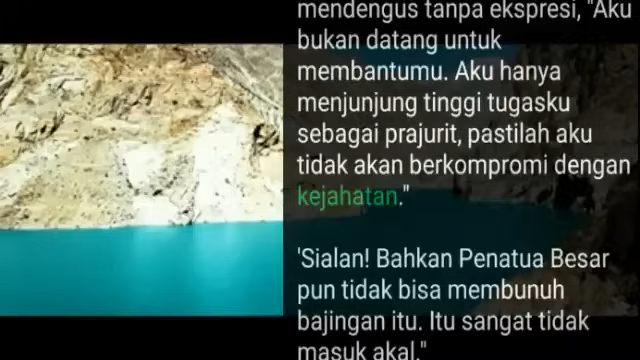 mendengus tanpa ekspresi, "Aku
bukan datang untuk
membantumu. Aku hanya
menjunjung tinggi tugasku
sebagai prajurit, pastilah aku
tidak akan berkompromi dengan
kejahatan."
'Sialan! Bahkan Penatua Besar
pun tidak bisa membunuh
bajingan itu. Itu sangat tidak
masuk akal."